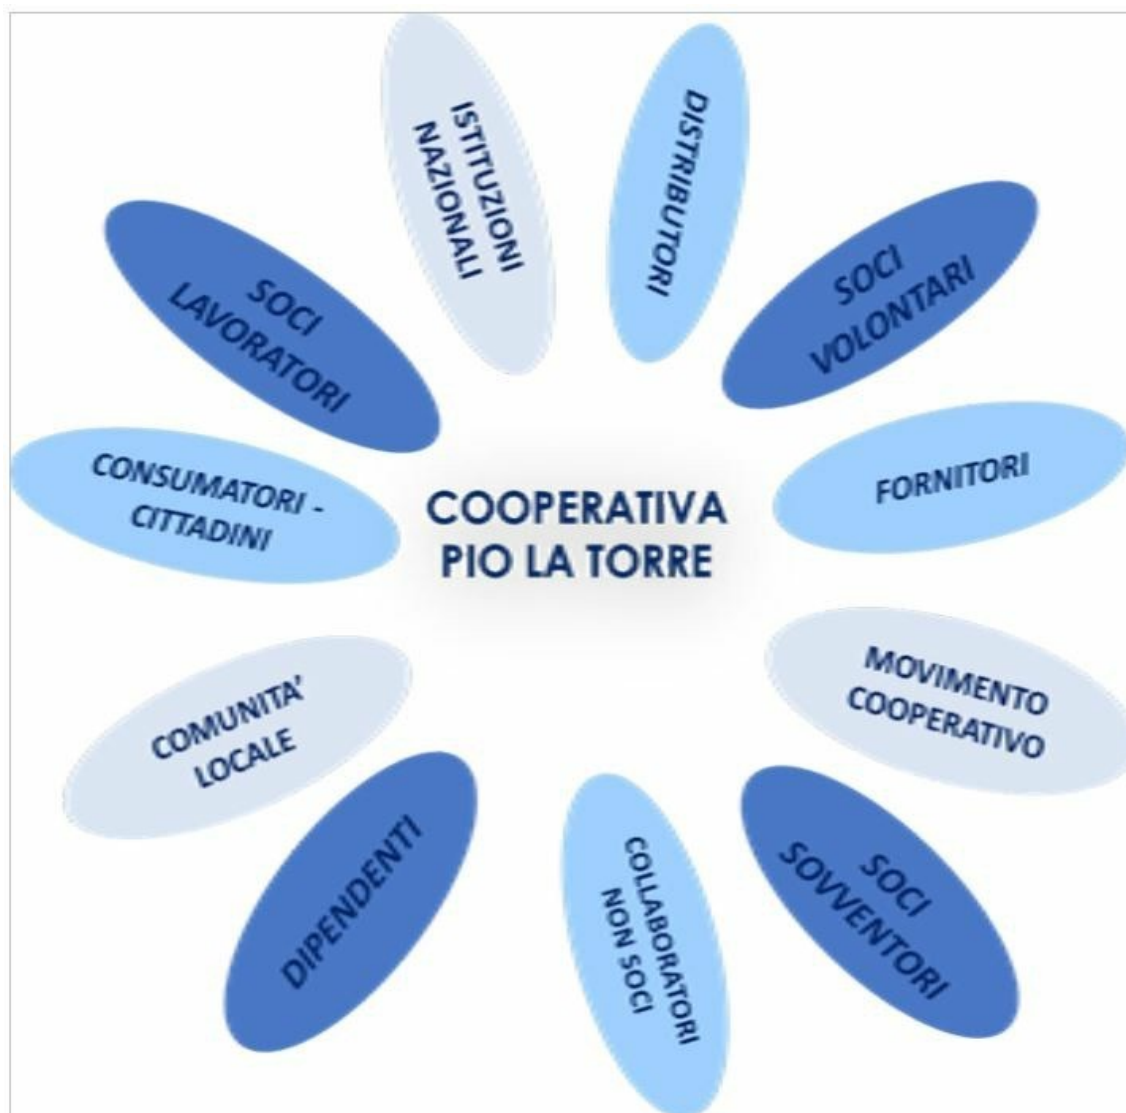 ISTITUZIONI
NAZIONALI
DISTRIBUTORI
SOCI
VOLONTARI
SOCI
LAVORATORI
FORNITORI
CONSUMATORI -
CITTADINI
COOPERATIVA
PIO LA TORRE
MOVIMENTO
COOPERATIVO
COMUNITA'
LOCALE
SOCI
SOVVENTORI
DIPENDENTI
COLLABORATORI
NON SOCI